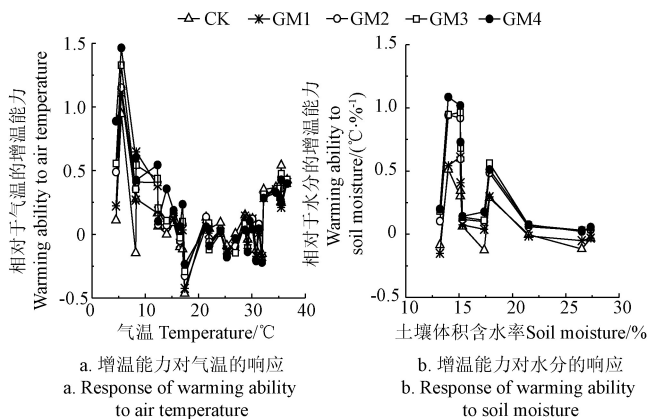 CK GM1 GM2 GM3 GM4
相对于气温的增温能力
Warming ability to air temperature
1.5
1.0
0.5
0
-0.5
0 10 20 30 40
气温 Temperature/℃
a. 增温能力对气温的响应
a. Response of warming ability
to air temperature
相对于水分的增温能力
Warming ability to
soil moisture/(℃·%⁻¹)
1.5
1.0
0.5
0
-0.5
10 15 20 25 30
土壤体积含水率Soil moisture/%
b. 增温能力对水分的响应
b. Response of warming ability
to soil moisture